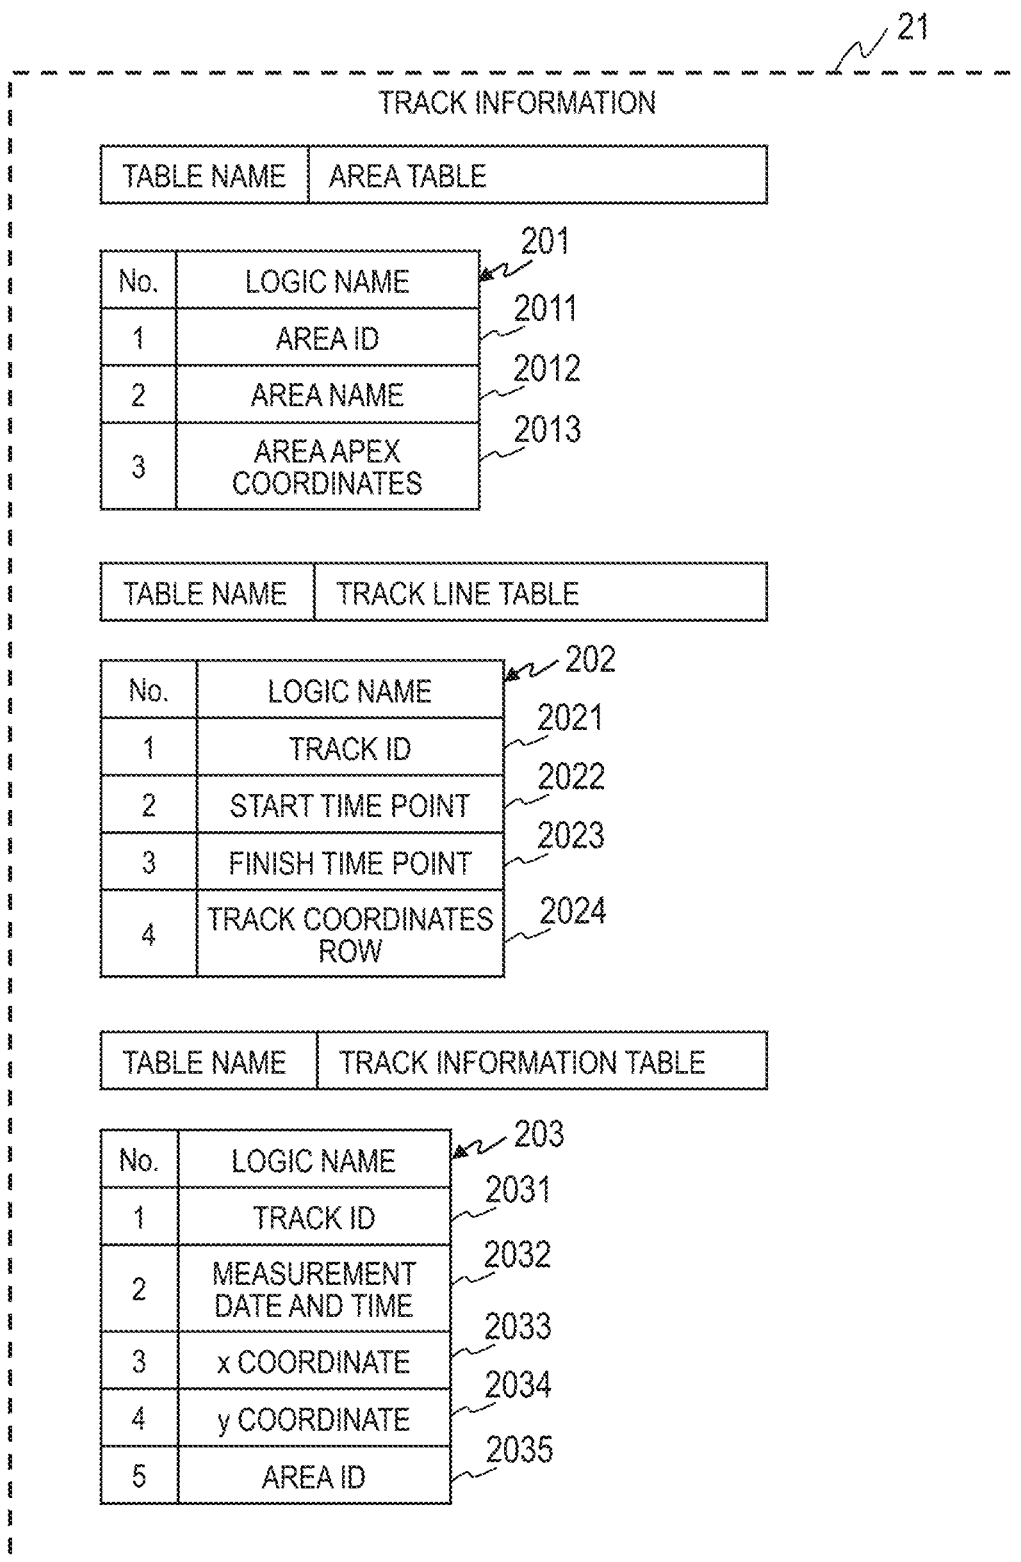 21
TRACK INFORMATION
TABLE NAME AREA TABLE
201
No. LOGIC NAME
2011
1 AREA ID
2012
2 AREA NAME
2013
3 AREA APEX
COORDINATES
TABLE NAME TRACK LINE TABLE
202
No. LOGIC NAME
2021
1 TRACK ID
2022
2 START TIME POINT
2023
3 FINISH TIME POINT
2024
4 TRACK COORDINATES
ROW
TABLE NAME TRACK INFORMATION TABLE
203
No. LOGIC NAME
2031
1 TRACK ID
2032
2 MEASUREMENT
DATE AND TIME
2033
3 x COORDINATE
2034
4 y COORDINATE
2035
5 AREA ID